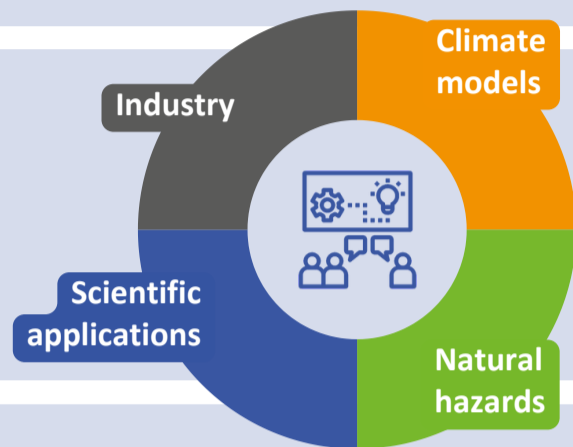 Climate
models
Industry
Scientific
applications
Natural
hazards